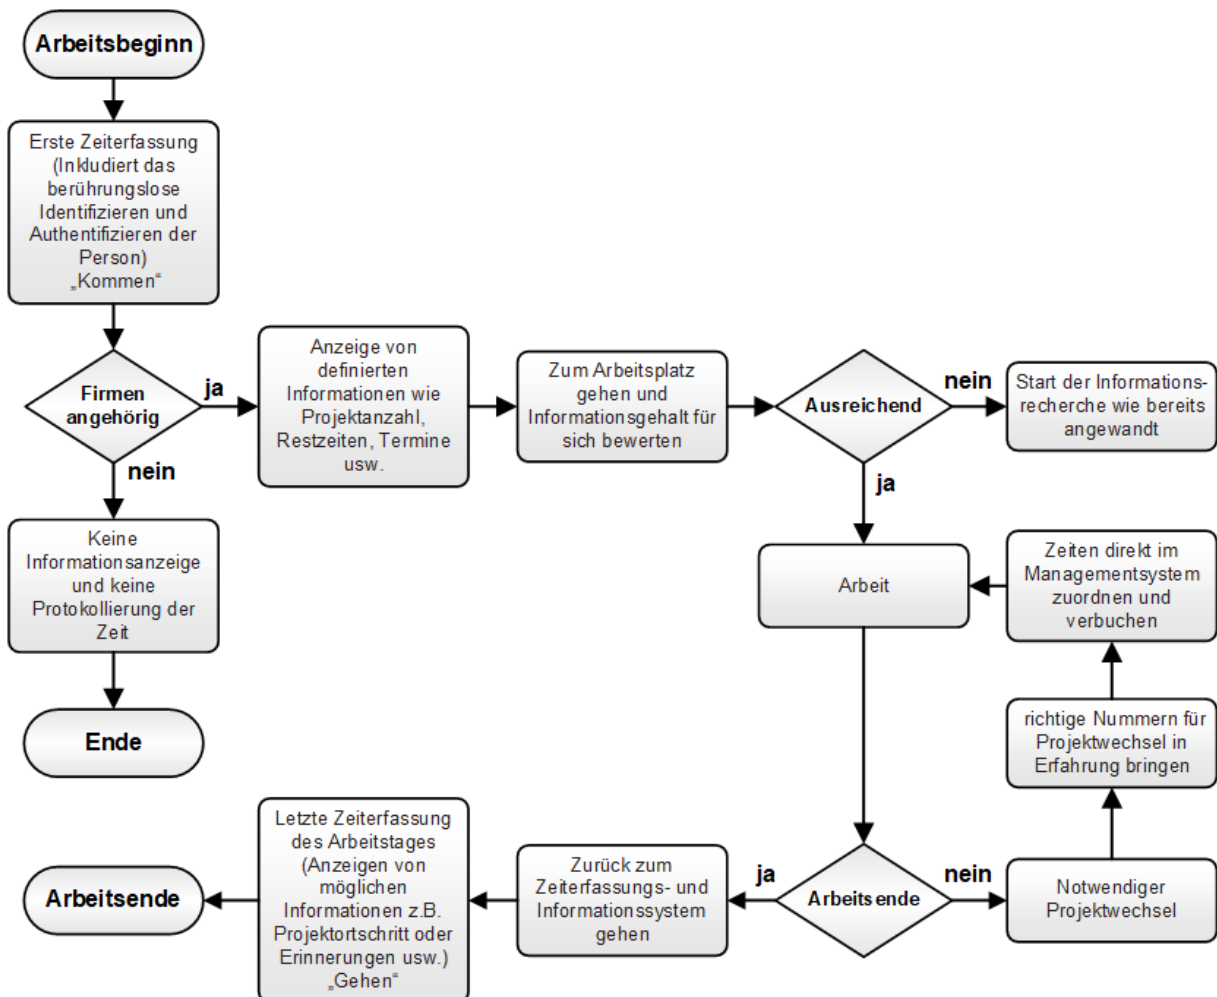 Arbeitsbeginn
Erste Zeiterfassung
(Inkludiert das
berührungslose
Identifizieren und
Authentifizieren der
Person)
„Kommen“
Firmen
angehörig
ja
nein
Anzeige von
definierten
Informationen wie
Projektanzahl,
Restzeiten, Termine
usw.
Zum Arbeitsplatz
gehen und
Informationsgehalt für
sich bewerten
Ausreichend
nein
ja
Start der Informations-
recherche wie bereits
angewandt
Keine
Informationsanzeige
und keine
Protokollierung der
Zeit
Ende
Arbeit
Zeiten direkt im
Managementsystem
zuordnen und
verbuchen
richtige Nummern für
Projektwechsel in
Erfahrung bringen
Notwendiger
Projektwechsel
nein
Arbeitsende
ja
Zurück zum
Zeiterfassungs- und
Informationssystem
gehen
Letzte Zeiterfassung
des Arbeitstages
(Anzeigen von
möglichen
Informationen z.B.
Projektortschritt oder
Erinnerungen usw.)
„Gehen“
Arbeitsende